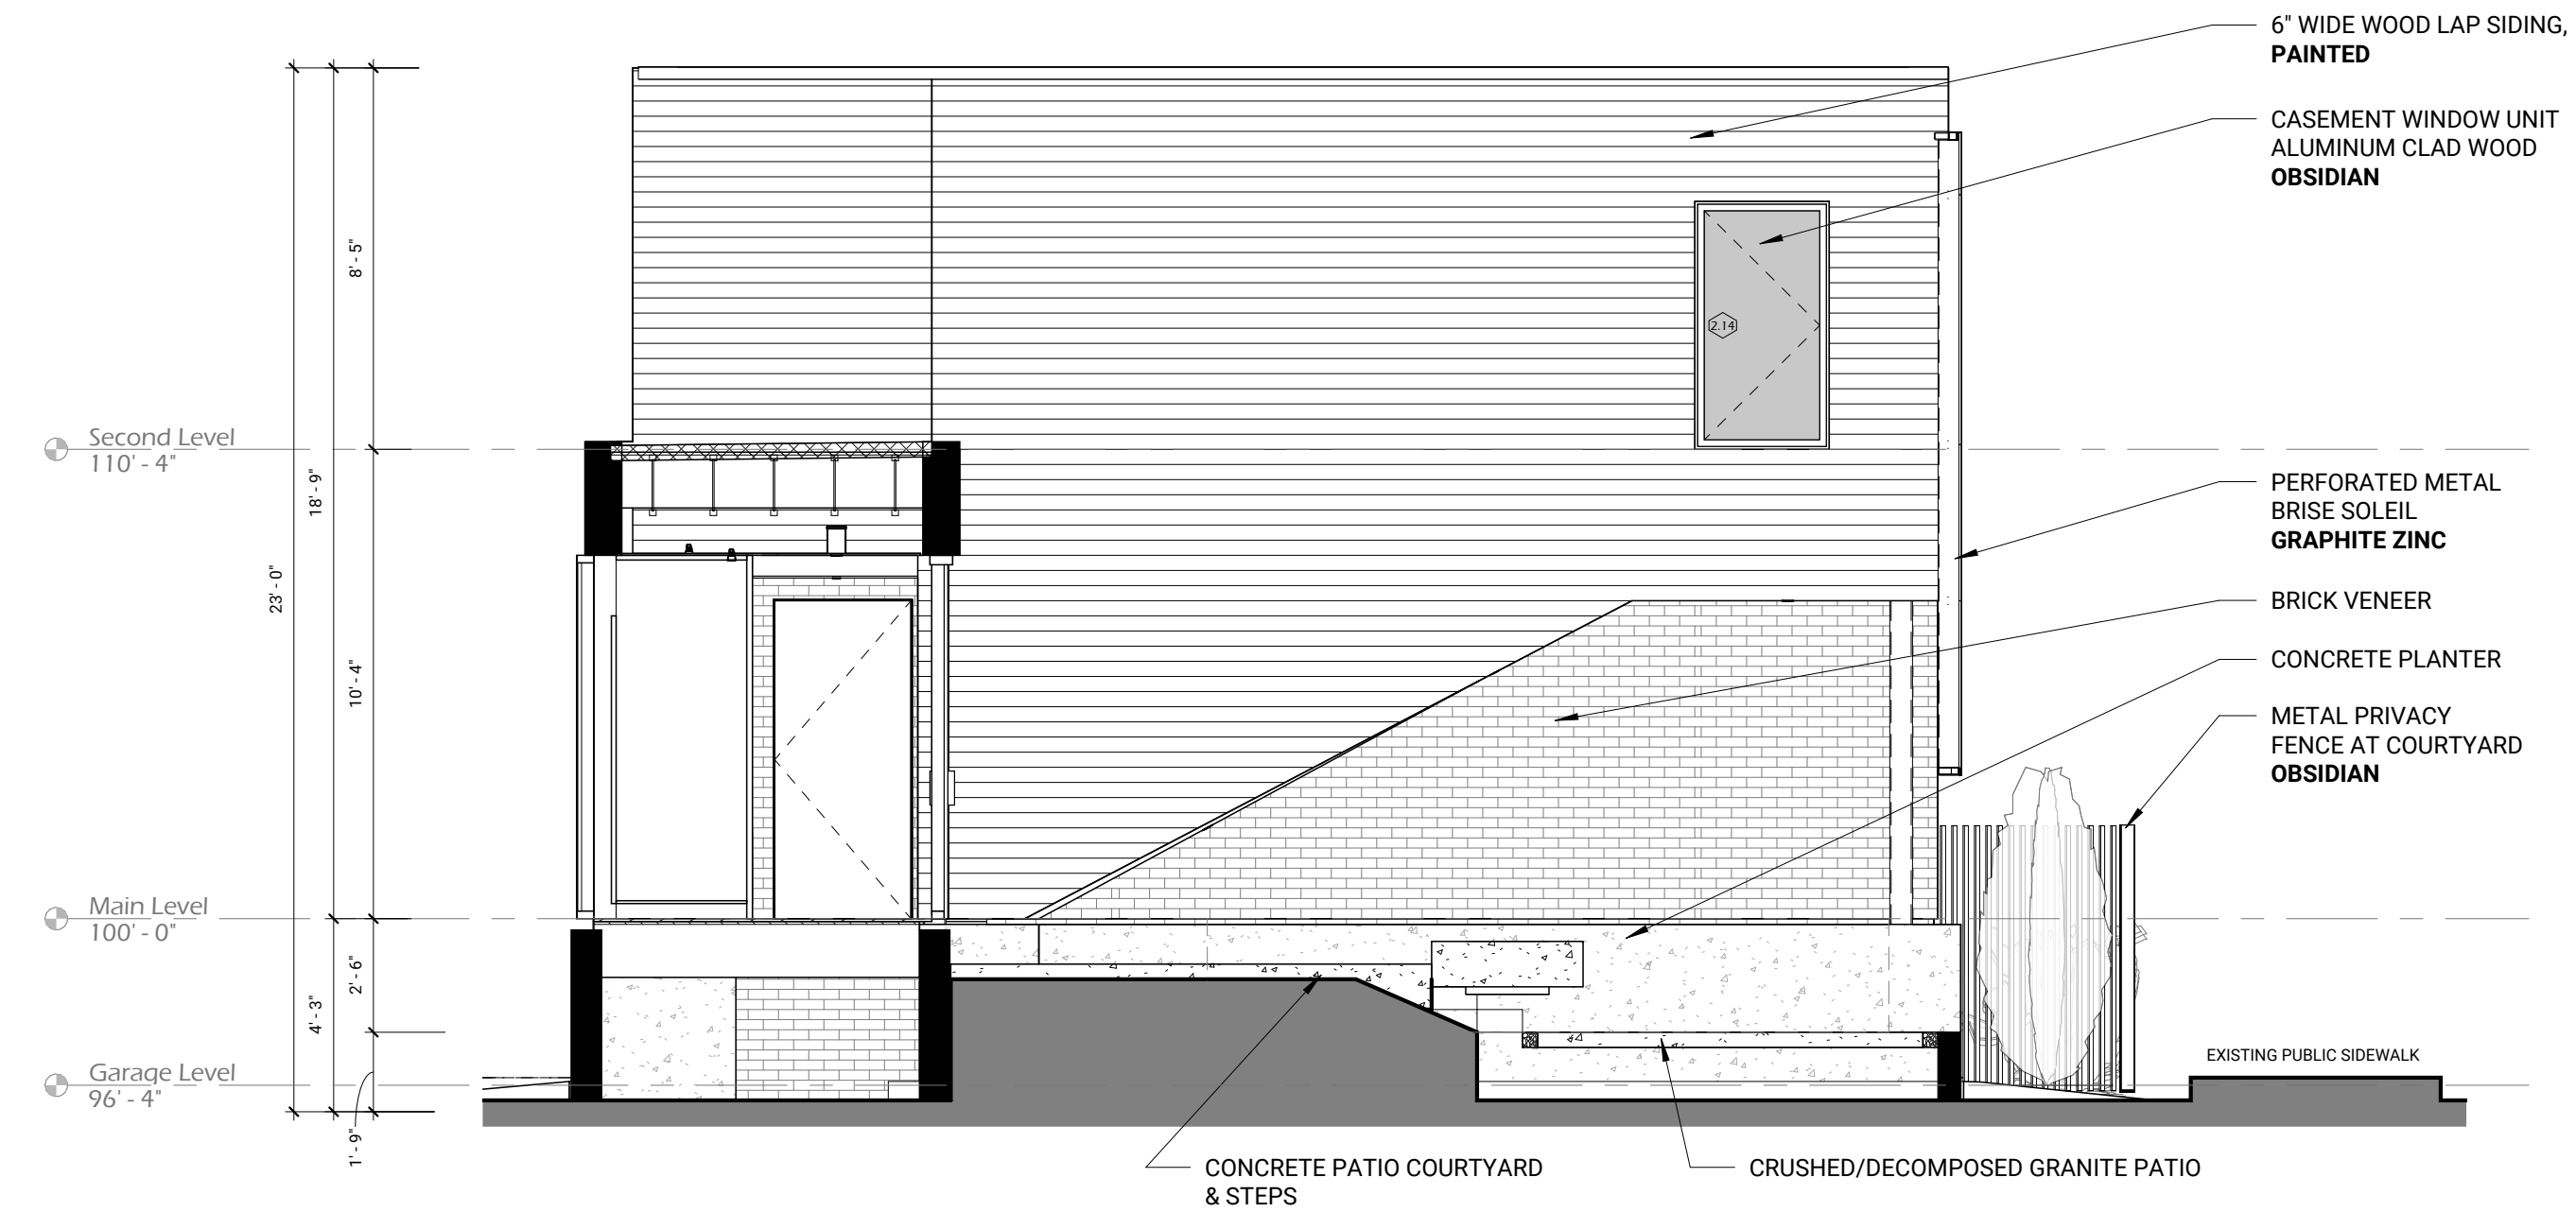 6" WIDE WOOD LAP SIDING,
PAINTED
CASEMENT WINDOW UNIT
ALUMINUM CLAD WOOD
OBSIDIAN
8' - 5"
2.14
Second Level
110' - 4"
18' - 9"
PERFORATED METAL
BRISE SOLEIL
GRAPHITE ZINC
23' - 0"
BRICK VENEER
10' - 4"
CONCRETE PLANTER
METAL PRIVACY
FENCE AT COURTYARD
OBSIDIAN
Main Level
100' - 0"
2' - 6"
4' - 3"
Garage Level
96' - 4"
EXISTING PUBLIC SIDEWALK
1' - 9"
CONCRETE PATIO COURTYARD
& STEPS
CRUSHED/DECOMPOSED GRANITE PATIO